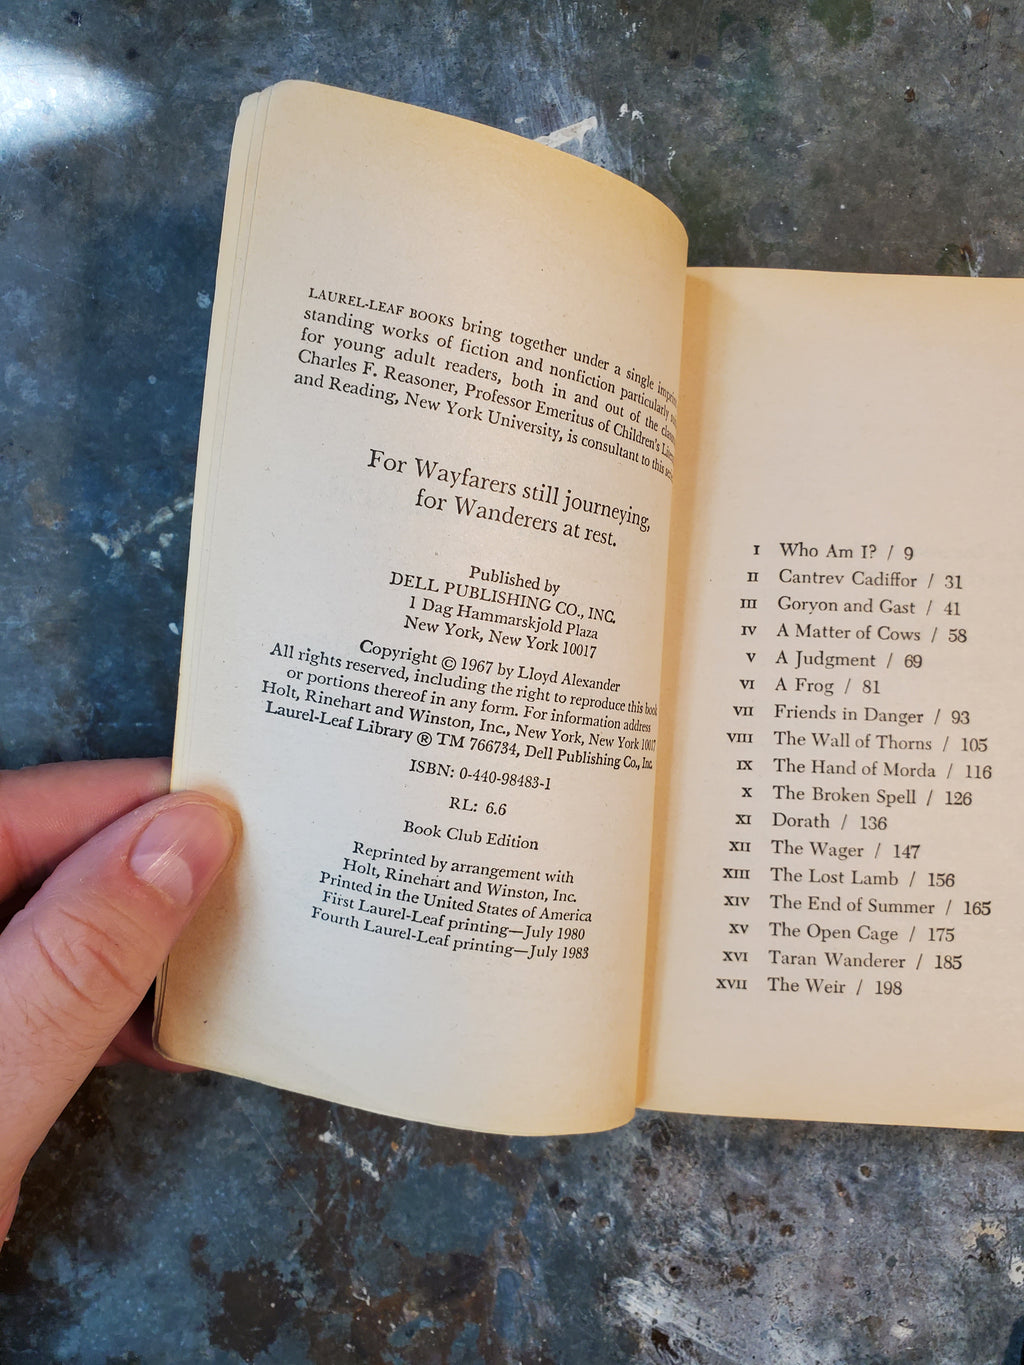 LAUREL-LEAF BOOKS bring together under a single
standing works of fiction and nonfiction particularly
for young adult readers, both in and out of the
Charles F. Reasoner, Professor Emeritus of Children's
and Reading, New York University, is consultant to this
For Wayfarers still journeying,
for Wanderers at rest.
Published by
DELL PUBLISHING CO., INC.
1 Dag Hammarskjold Plaza
New York, New York 10017
Copyright © 1967 by Lloyd Alexander
All rights reserved, including the right to reproduce this book
or portions thereof in any form. For information address
Holt, Rinehart and Winston, Inc., New York, New York 10017
Laurel-Leaf Library ® TM 766734, Dell Publishing Co., Inc.
ISBN: 0-440-98483-1
RL: 6.6
Book Club Edition
Reprinted by arrangement with
Holt, Rinehart and Winston, Inc.
Printed in the United States of America
First Laurel-Leaf printing—July 1980
Fourth Laurel-Leaf printing—July 1983
I Who Am I? / 9
II Cantrev Cadiffor / 31
III Goryon and Gast / 41
IV A Matter of Cows / 58
V A Judgment / 69
VI A Frog / 81
VII Friends in Danger / 93
VIII The Wall of Thorns / 105
IX The Hand of Morda / 116
X The Broken Spell / 126
XI Dorath / 136
XII The Wager / 147
XIII The Lost Lamb / 156
XIV The End of Summer / 165
XV The Open Cage / 175
XVI Taran Wanderer / 185
XVII The Weir / 198